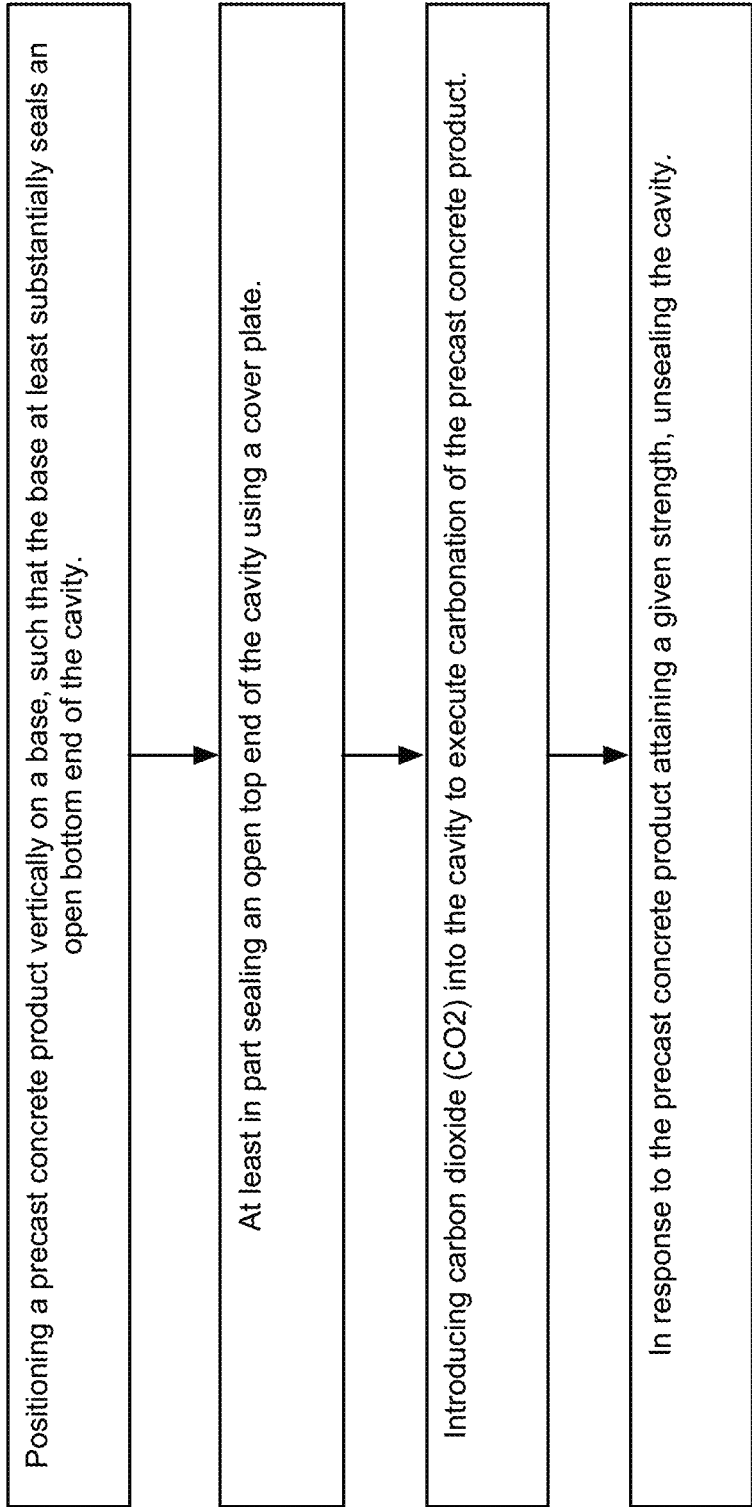 Positioning a precast concrete product vertically on a base, such that the base at least substantially seals an
open bottom end of the cavity.
At least in part sealing an open top end of the cavity using a cover plate.
Introducing carbon dioxide (CO2) into the cavity to execute carbonation of the precast concrete product.
In response to the precast concrete product attaining a given strength, unsealing the cavity.